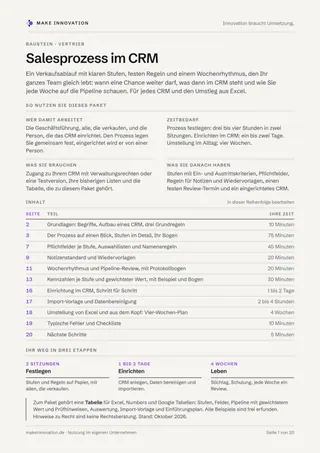 MAKE INNOVATION
Innovation braucht Umsetzung.
BAUSTEIN · VERTRIEB
Salesprozess im CRM
Ein Verkaufsablauf mit klaren Stufen, festen Regeln und einem Wochenrhythmus, den Ihr
ganzes Team gleich lebt: wann eine Chance weiter darf, was dann im CRM steht und wie Sie
jede Woche auf die Pipeline schauen. Für jedes CRM und den Umstieg aus Excel.
SO NUTZEN SIE DIESES PAKET
WER DAMIT ARBEITET
Die Geschäftsführung, alle, die verkaufen, und die
Person, die das CRM einrichtet. Den Prozess legen
Sie gemeinsam fest, eingerichtet wird er von einer
Person.
ZEITBEDARF
Prozess festlegen: drei bis vier Stunden in zwei
Sitzungen. Einrichten im CRM: ein bis zwei Tage.
Umstellung im Alltag: vier Wochen.
WAS SIE BRAUCHEN
Zugang zu Ihrem CRM mit Verwaltungsrechten oder
eine Testversion, Ihre bisherigen Listen und die
Tabelle, die zu diesem Paket gehört.
WAS SIE DANACH HABEN
Stufen mit Ein- und Austrittskriterien, Pflichtfelder,
Regeln für Notizen und Wiedervorlagen, einen
festen Review-Termin und ein eingerichtetes CRM.
INHALT
In dieser Reihenfolge bearbeiten
SEITE TEIL IHRE ZEIT
2 Grundlagen: Begriffe, Aufbau eines CRM, drei Grundregeln 10 Minuten
3 Der Prozess auf einen Blick, Stufen im Detail, Ihr Bogen 75 Minuten
7 Pflichtfelder je Stufe, Auswahllisten und Namensregeln 45 Minuten
9 Notizstandard und Wiedervorlagen 20 Minuten
11 Wochenrhythmus und Pipeline-Review, mit Protokollbogen 20 Minuten
13 Kennzahlen je Stufe und gewichteter Wert, mit Beispiel und Bogen 30 Minuten
16 Einrichtung im CRM, Schritt für Schritt 1 bis 2 Tage
17 Import-Vorlage und Datenbereinigung 2 bis 4 Stunden
18 Umstellung von Excel und aus dem Kopf: Vier-Wochen-Plan 4 Wochen
19 Typische Fehler und Checkliste 10 Minuten
20 Nächste Schritte 5 Minuten
IHR WEG IN DREI ETAPPEN
2 SITZUNGEN
Festlegen
Stufen und Regeln auf Papier, mit
allen, die verkaufen.
1 BIS 2 TAGE
Einrichten
CRM anlegen, Daten bereinigen und
importieren.
4 WOCHEN
Leben
Stichtag, Schulung, jede Woche ein
Review.
Zum Paket gehört eine Tabelle für Excel, Numbers und Google Tabellen: Stufen, Felder, Pipeline mit gewichtetem
Wert und Prüfhinweisen, Auswertung, Import-Vorlage und Einführungsplan. Alle Beispiele sind frei erfunden.
Hinweise zu Recht sind keine Rechtsberatung. Stand: Oktober 2026.
makeinnovation.de · Nutzung im eigenen Unternehmen
Seite 1 von 20